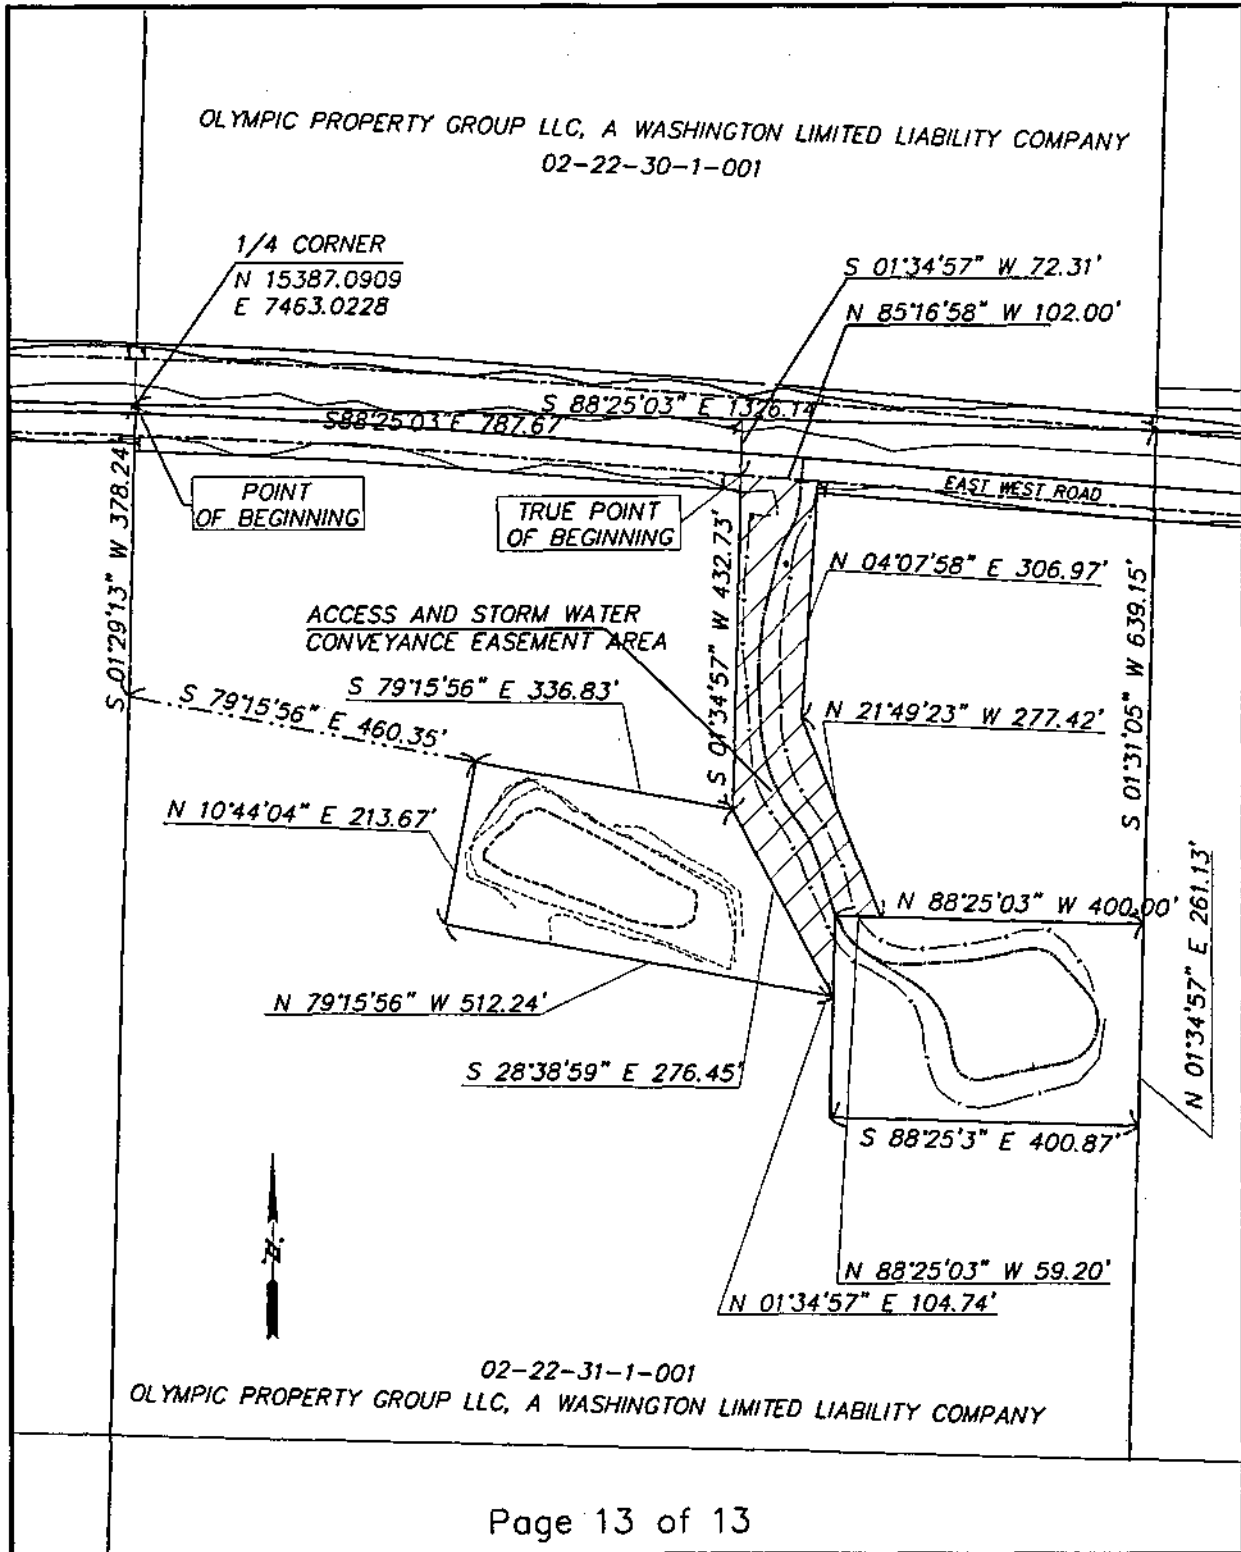 OLYMPIC PROPERTY GROUP LLC, A WASHINGTON LIMITED LIABILITY COMPANY
02-22-30-1-001
1/4 CORNER
N 15387.0909
E 7463.0228
S 01°34'57" W 72.31'
N 85°16'58" W 102.00'
S 88°25'03" E 1326.14
S88°25'03"E 787.67
POINT
OF BEGINNING
TRUE POINT
OF BEGINNING
EAST WEST ROAD
S 01°29'13" W 378.24'
S 01°34'57" W 432.73'
N 04°07'58" E 306.97'
ACCESS AND STORM WATER
CONVEYANCE EASEMENT AREA
S 79°15'56" E 336.83'
S 79°15'56" E 460.35'
N 21°49'23" W 277.42'
S 01°31'05" W 639.15'
N 10°44'04" E 213.67'
N 88°25'03" W 400.00'
N 01°34'57" E 261.13'
N 79°15'56" W 512.24'
S 28°38'59" E 276.45'
S 88°25'3" E 400.87'
N 88°25'03" W 59.20'
N 01°34'57" E 104.74'
N
02-22-31-1-001
OLYMPIC PROPERTY GROUP LLC, A WASHINGTON LIMITED LIABILITY COMPANY
Page 13 of 13